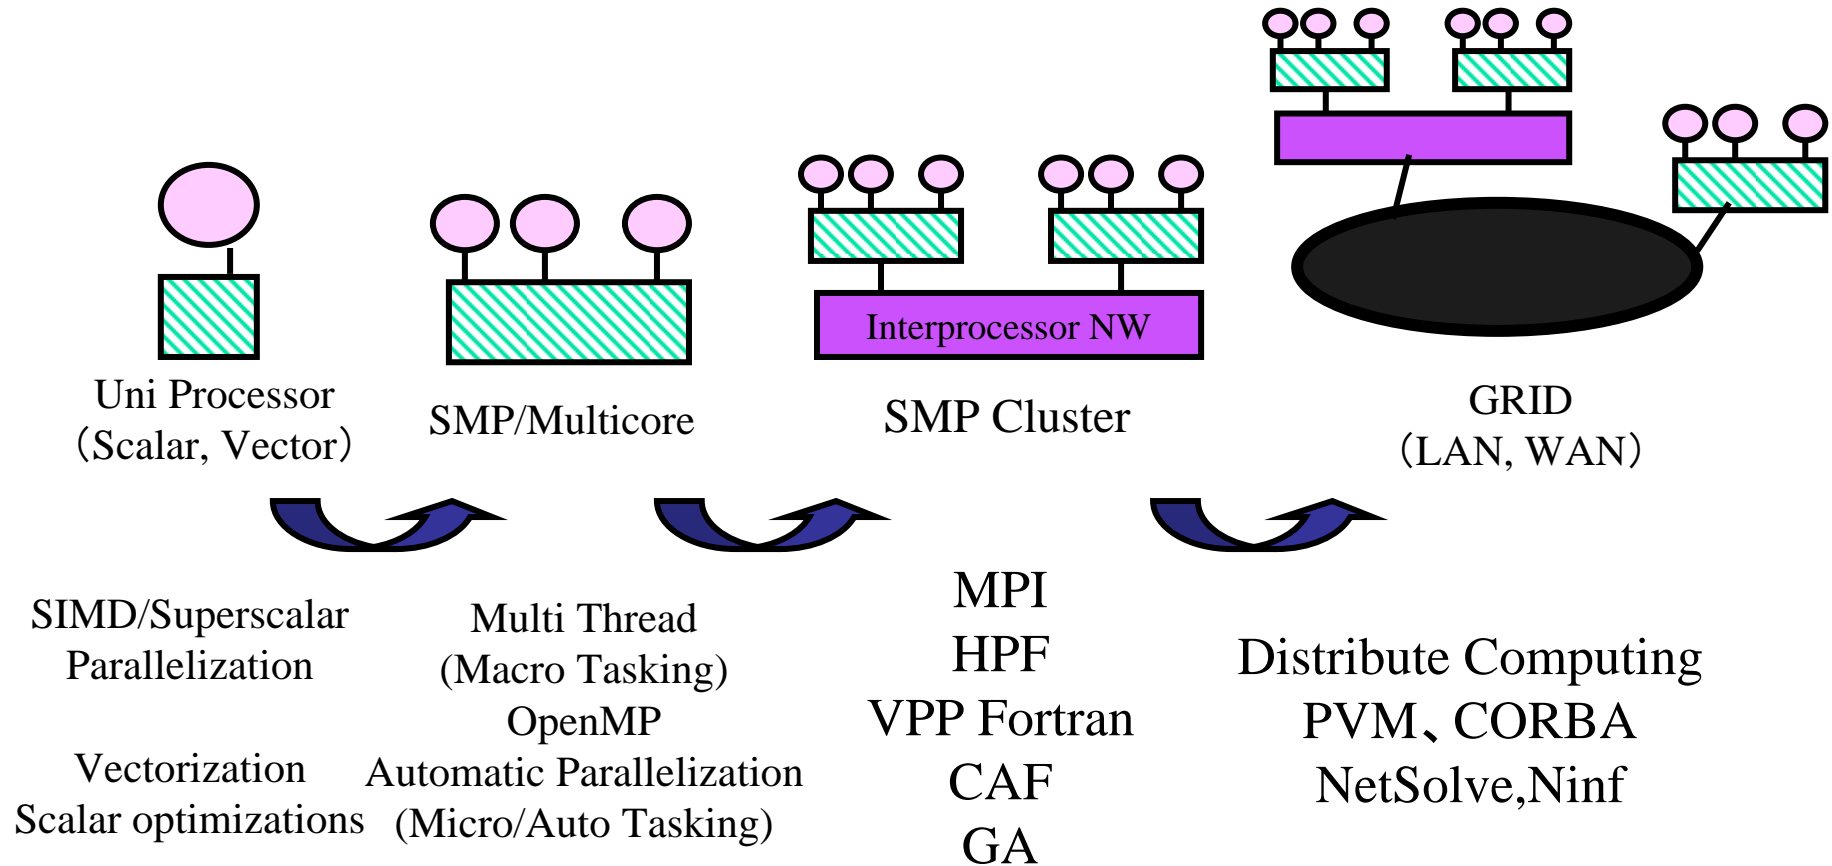 Interprocessor NW
Uni Processor
（Scalar, Vector）
SMP/Multicore
SMP Cluster
GRID
（LAN, WAN）
SIMD/Superscalar
Parallelization
Vectorization
Scalar optimizations
Multi Thread
(Macro Tasking)
OpenMP
Automatic Parallelization
(Micro/Auto Tasking)
MPI
HPF
VPP Fortran
CAF
GA
Distribute Computing
PVM、CORBA
NetSolve,Ninf